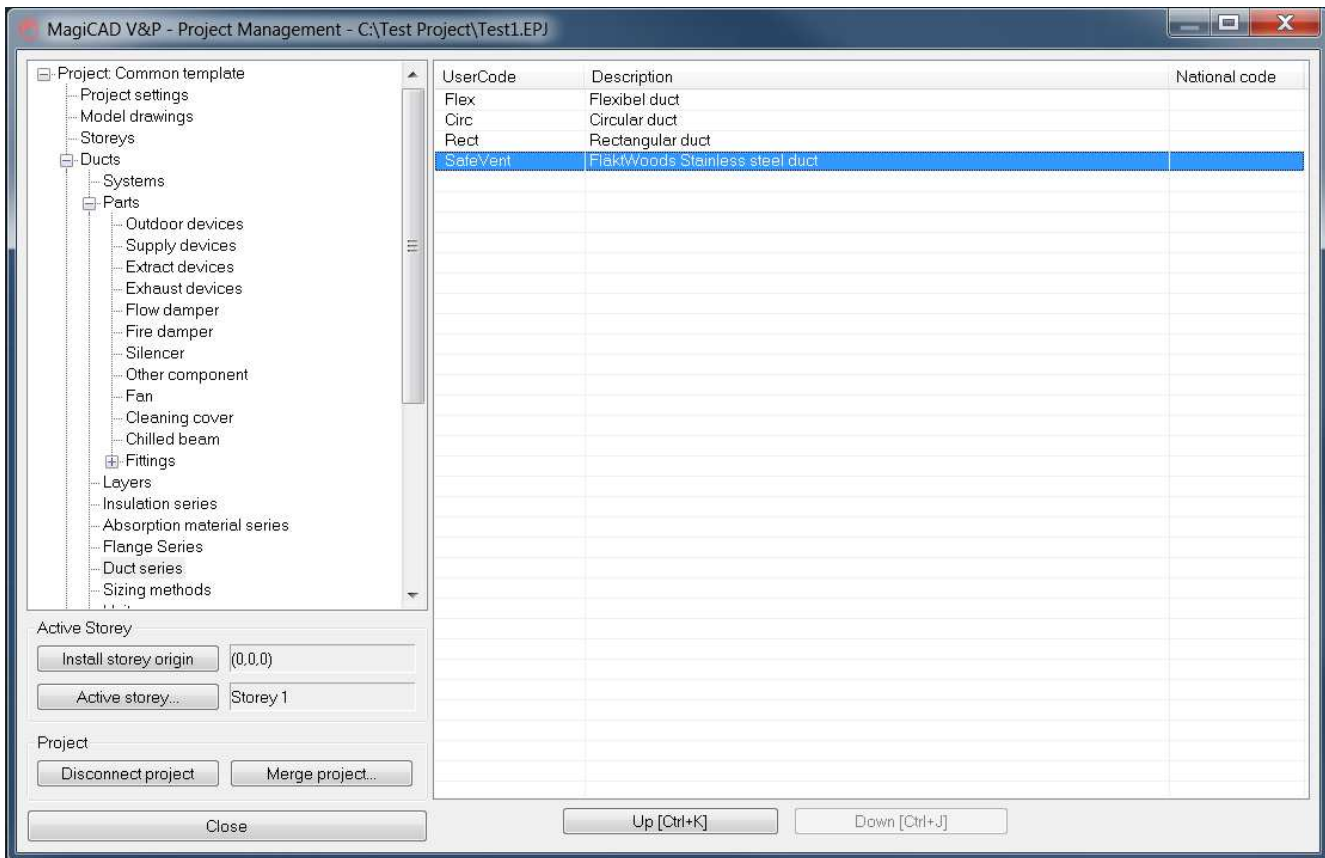 MagiCAD V&P - Project Management - C:\Test Project\Test1.EPJ
Project: Common template
Project settings
Model drawings
Storeys
Ducts
Systems
Parts
Outdoor devices
Supply devices
Extract devices
Exhaust devices
Flow damper
Fire damper
Silencer
Other component
Fan
Cleaning cover
Chilled beam
Fittings
Layers
Insulation series
Absorption material series
Flange Series
Duct series
Sizing methods
Active Storey
Install storey origin (0,0,0)
Active storey... Storey 1
Project
Disconnect project Merge project...
Close
UserCode Description National code
Flex Flexibel duct
Circ Circular duct
Rect Rectangular duct
SafeVent FläktWoods Stainless steel duct
Up [Ctrl+K] Down [Ctrl+J]